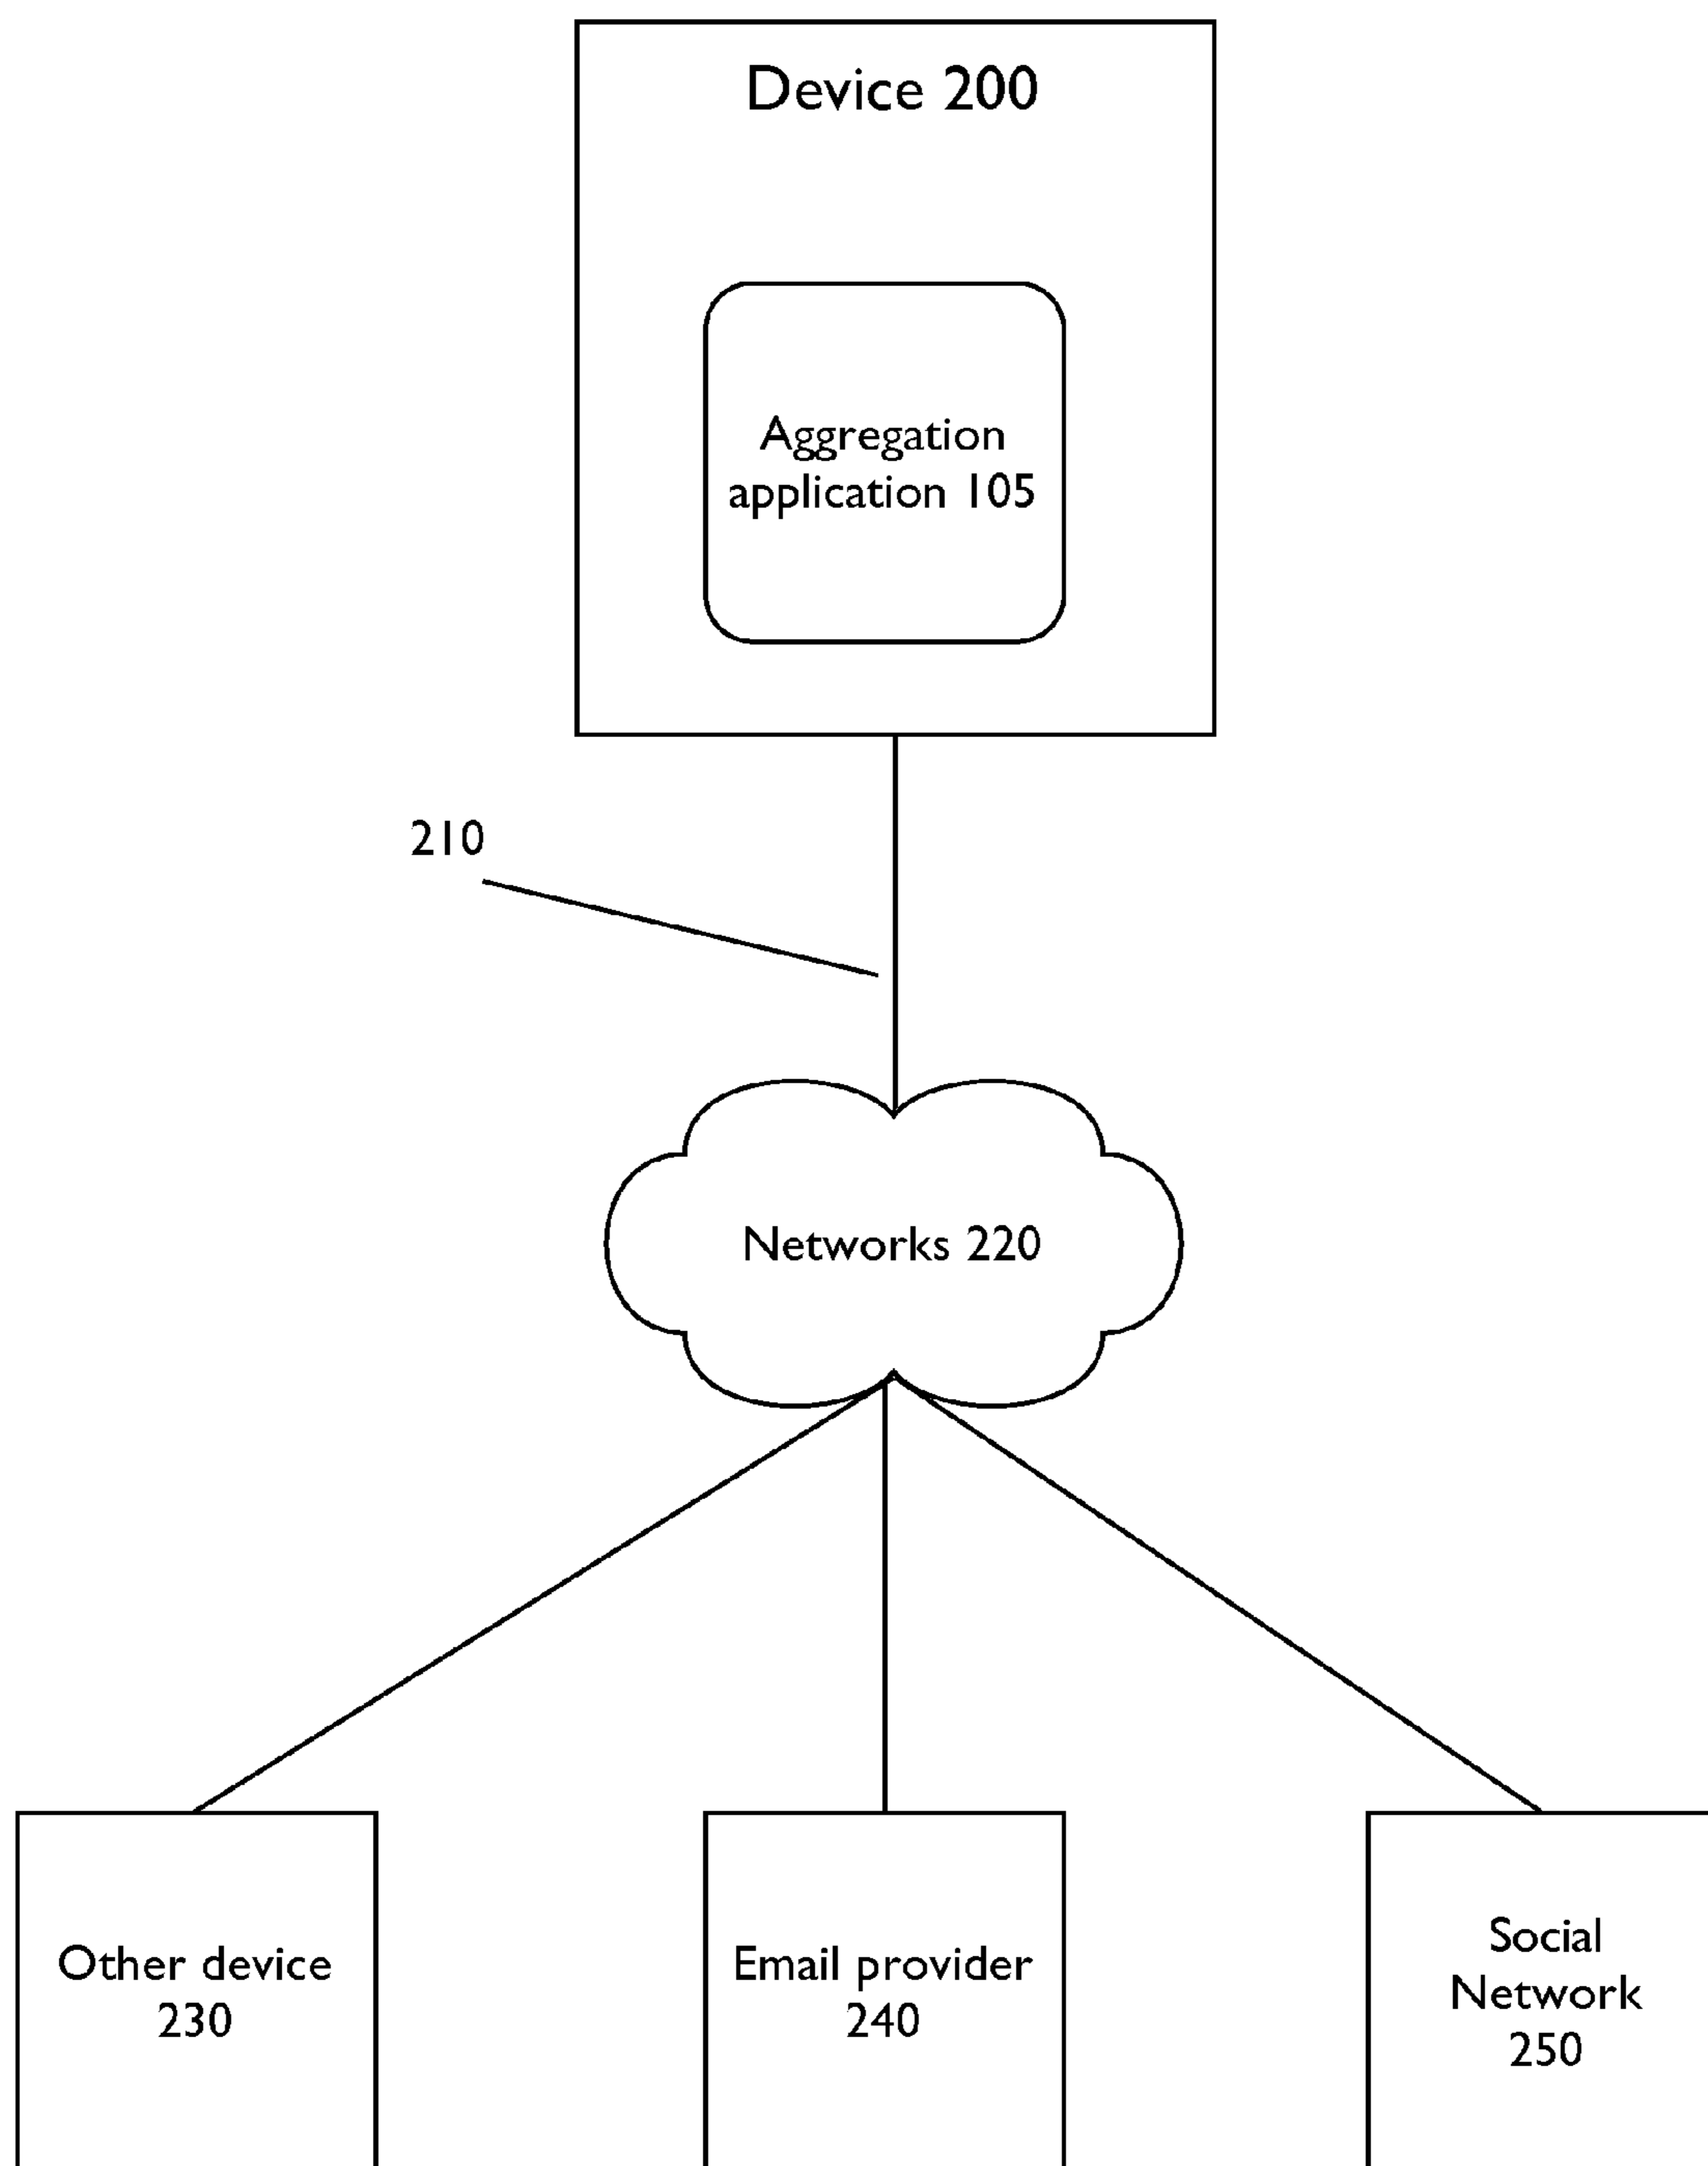 Device 200
Aggregation
application 105
210
Networks 220
Other device
230
Email provider
240
Social
Network
250